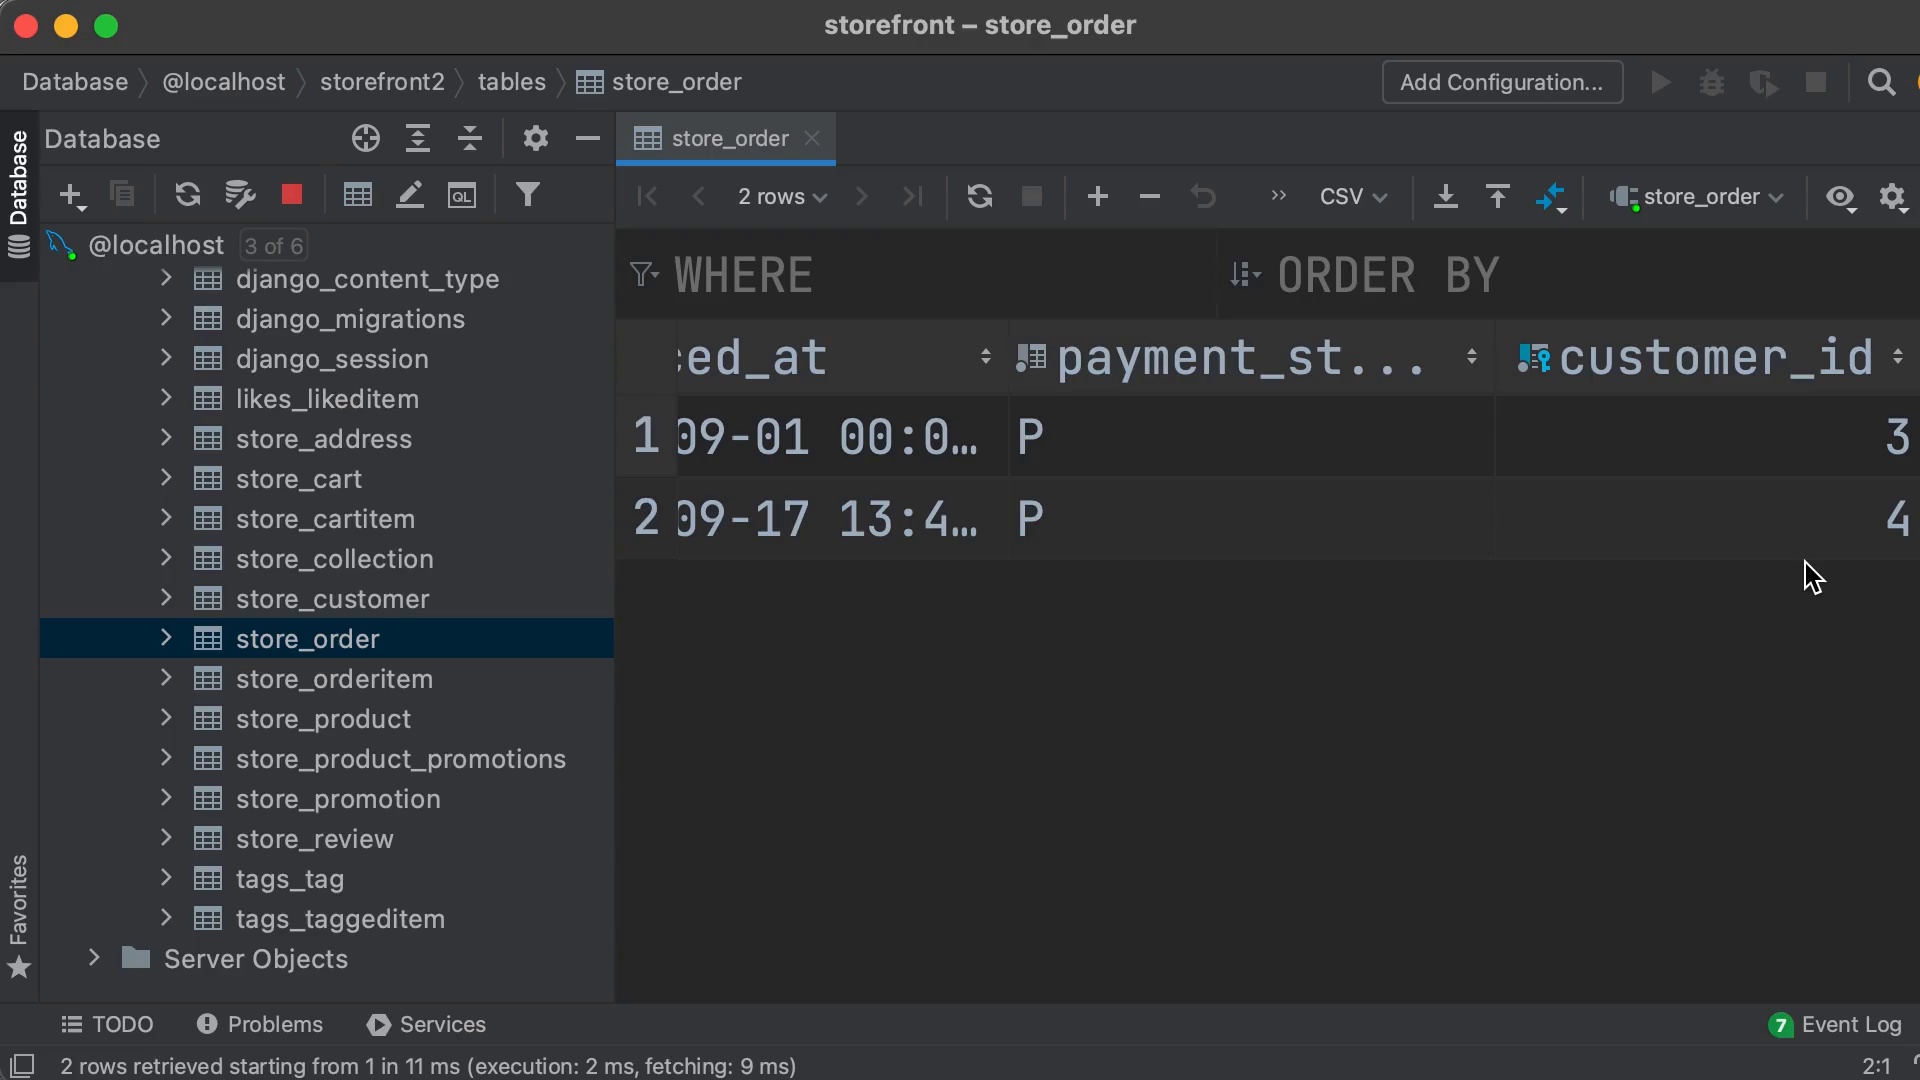 storefront – store_order
Database @localhost storefront2 tables store_order Add Configuration...
Database
Database
store_order
2 rows CSV store_order
@localhost 3 of 6
WHERE ORDER BY
django_content_type
django_migrations
django_session
likes_likeditem
store_address
store_cart
store_cartitem
store_collection
store_customer
store_order
store_orderitem
store_product
store_product_promotions
store_promotion
store_review
tags_tag
tags_taggeditem
Server Objects
ced_at payment_st... customer_id
1 09-01 00:0… P 3
2 09-17 13:4… P 4
QL
Favorites
TODO Problems Services 7 Event Log
2 rows retrieved starting from 1 in 11 ms (execution: 2 ms, fetching: 9 ms) 2:1